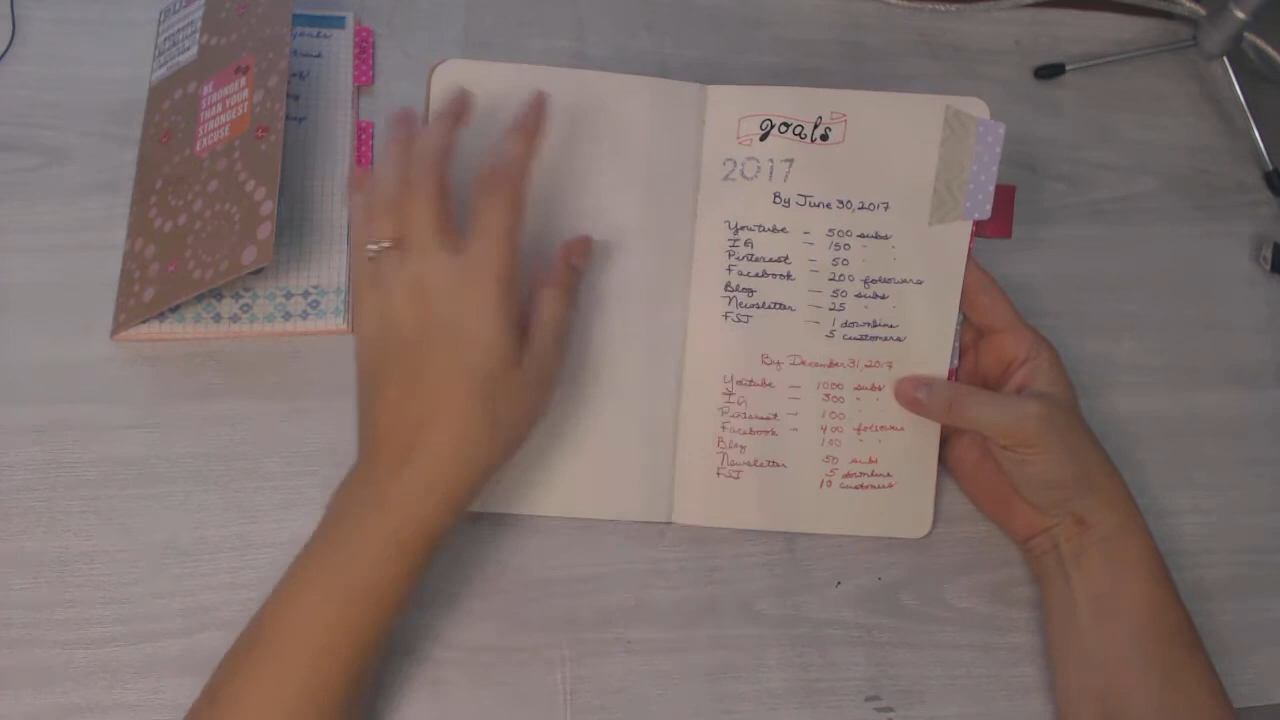 BE
STRONGER
THAN YOUR
STRONGEST
EXCUSE
goals
goals
2017
By June 30, 2017
Youtube - 500 subs
IG - 150 " "
Pinterest - 50 " "
Facebook - 200 followers
Blog - 50 subs
Newsletter - 25 " "
FSJ - 1 downline
5 customers
By December 31, 2017
Youtube - 1000 subs
IG - 300 " "
Pinterest - 100 " "
Facebook - 400 followers
Blog 100 " "
Newsletter 50 subs
FSJ 5 downline
10 customers